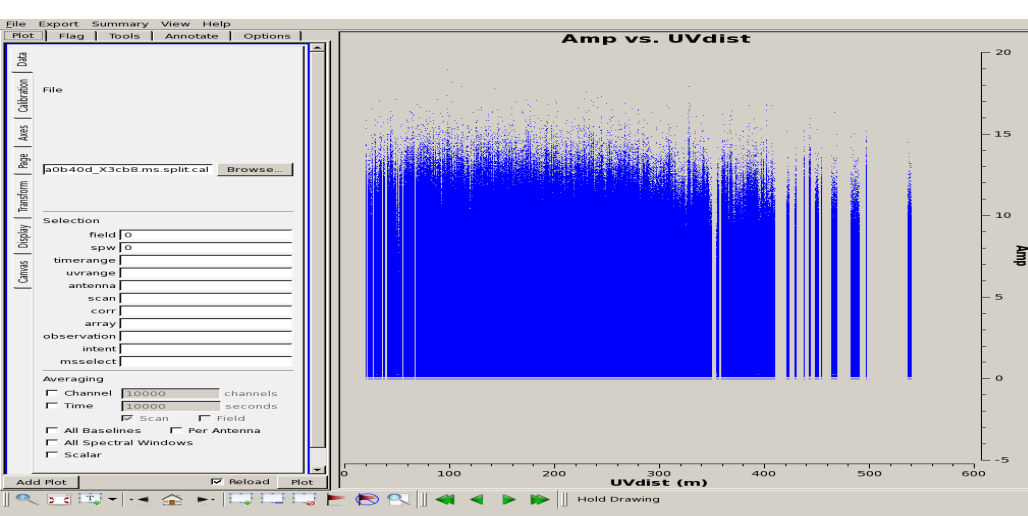 File Export Summary View Help
Plot Flag Tools Annotate Options
Data
Calibration
Axes
Page
Transform
Display
Canvas
File
a0b40d_X3cb8.ms.split.cal Browse...
Selection
field 0
spw 0
timerange
uvrange
antenna
scan
corr
array
observation
intent
msselect
Averaging
Channel 10000 channels
Time 10000 seconds
Scan Field
All Baselines Per Antenna
All Spectral Windows
Scalar
Add Plot Reload Plot
Amp vs. UVdist
20
15
10
Amp
5
0
-5
0 100 200 300 400 500 600
UVdist (m)
T
Hold Drawing